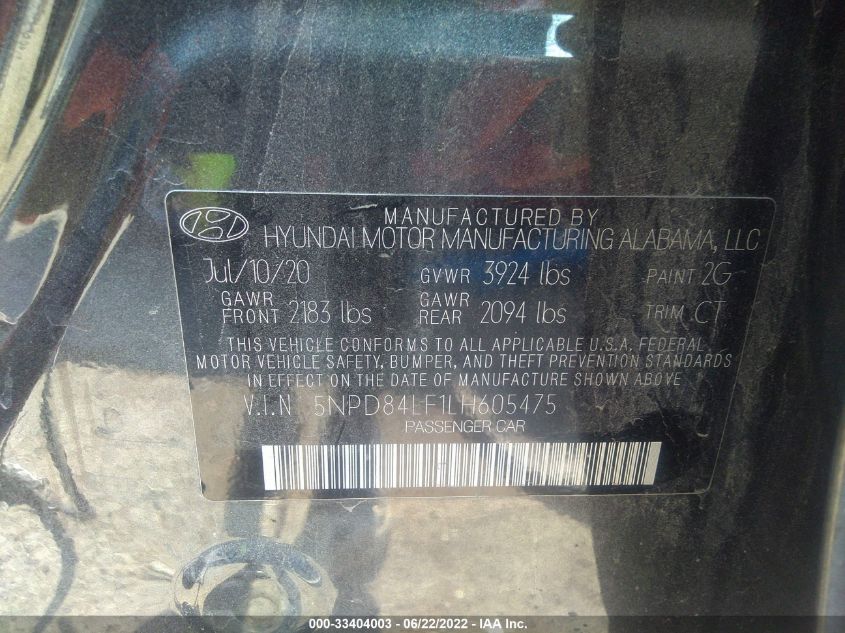 MANUFACTURED BY
HYUNDAI MOTOR MANUFACTURING ALABAMA, LLC
Jul/10/20 GVWR 3924 lbs PAINT 2G
GAWR FRONT 2183 lbs GAWR REAR 2094 lbs TRIM CT
THIS VEHICLE CONFORMS TO ALL APPLICABLE U.S.A. FEDERAL
MOTOR VEHICLE SAFETY, BUMPER, AND THEFT PREVENTION STANDARDS
IN EFFECT ON THE DATE OF MANUFACTURE SHOWN ABOVE
V.I.N 5NPD84LF1LH605475
PASSENGER CAR
000-33404003 - 06/22/2022 - IAA Inc.